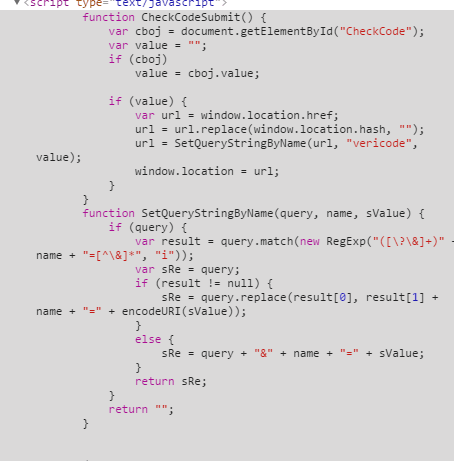 <script type="text/javascript">
function CheckCodeSubmit() {
var cboj = document.getElementById("CheckCode");
var value = "";
if (cboj)
value = cboj.value;
if (value) {
var url = window.location.href;
url = url.replace(window.location.hash, "");
url = SetQueryStringByName(url, "vericode",
value);
window.location = url;
}
}
function SetQueryStringByName(query, name, sValue) {
if (query) {
var result = query.match(new RegExp("([\?\&]+)" +
name + "=[^\&]*", "i"));
var sRe = query;
if (result != null) {
sRe = query.replace(result[0], result[1] +
name + "=" + encodeURI(sValue));
}
else {
sRe = query + "&" + name + "=" + sValue;
}
return sRe;
}
return "";
}